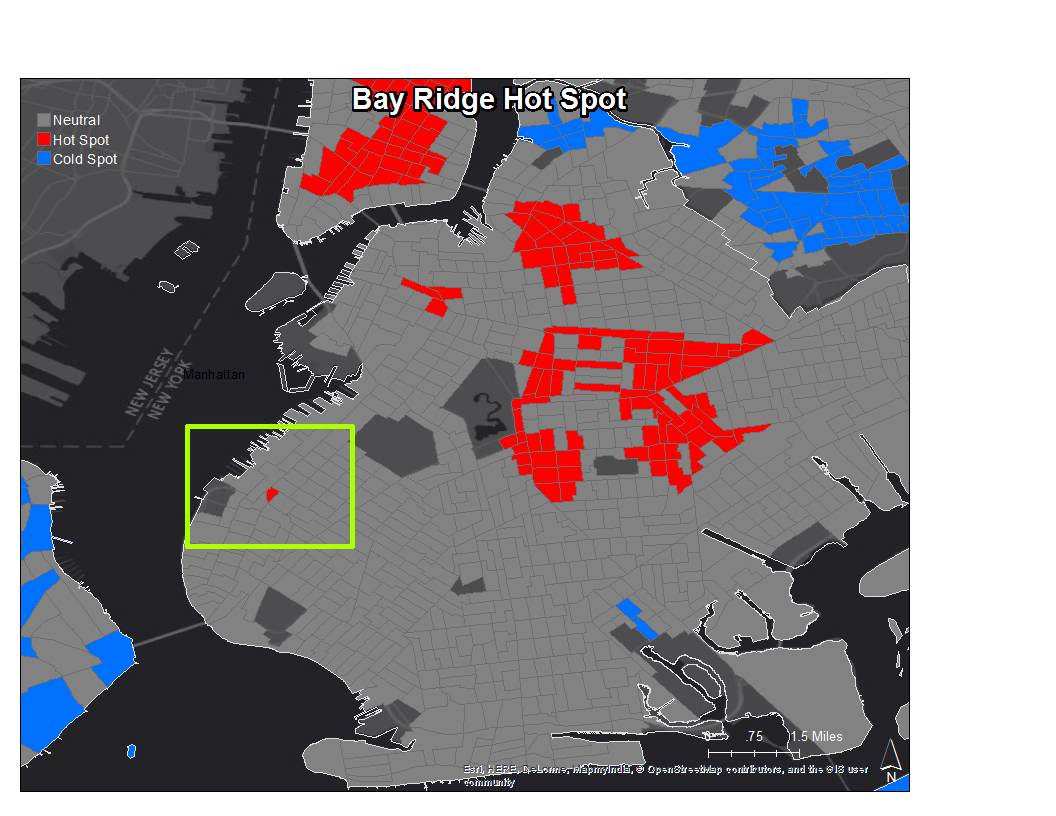 Bay Ridge Hot Spot
Neutral
Hot Spot
Cold Spot
NEW JERSEY
NEW YORK
Manhattan
0 .75 1.5 Miles
Esri, HERE, DeLorme, MapmyIndia, © OpenStreetMap contributors, and the GIS user
community
N